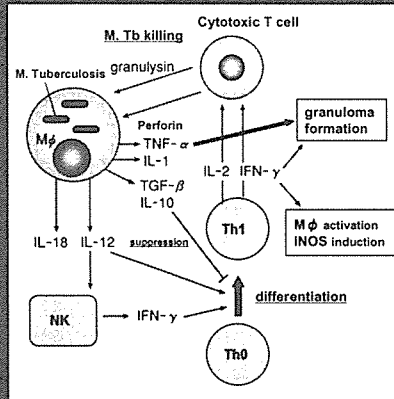 Cytotoxic T cell
M. Tb killing
granulysin
M. Tuberculosis
Mφ
Perforin
TNF-α
IL-1
TGF-β
IL-10
granuloma
formation
IL-2 IFN-γ
Mφ activation
INOS induction
Th1
IL-18 IL-12 suppression
differentiation
NK
IFN-γ
Th0